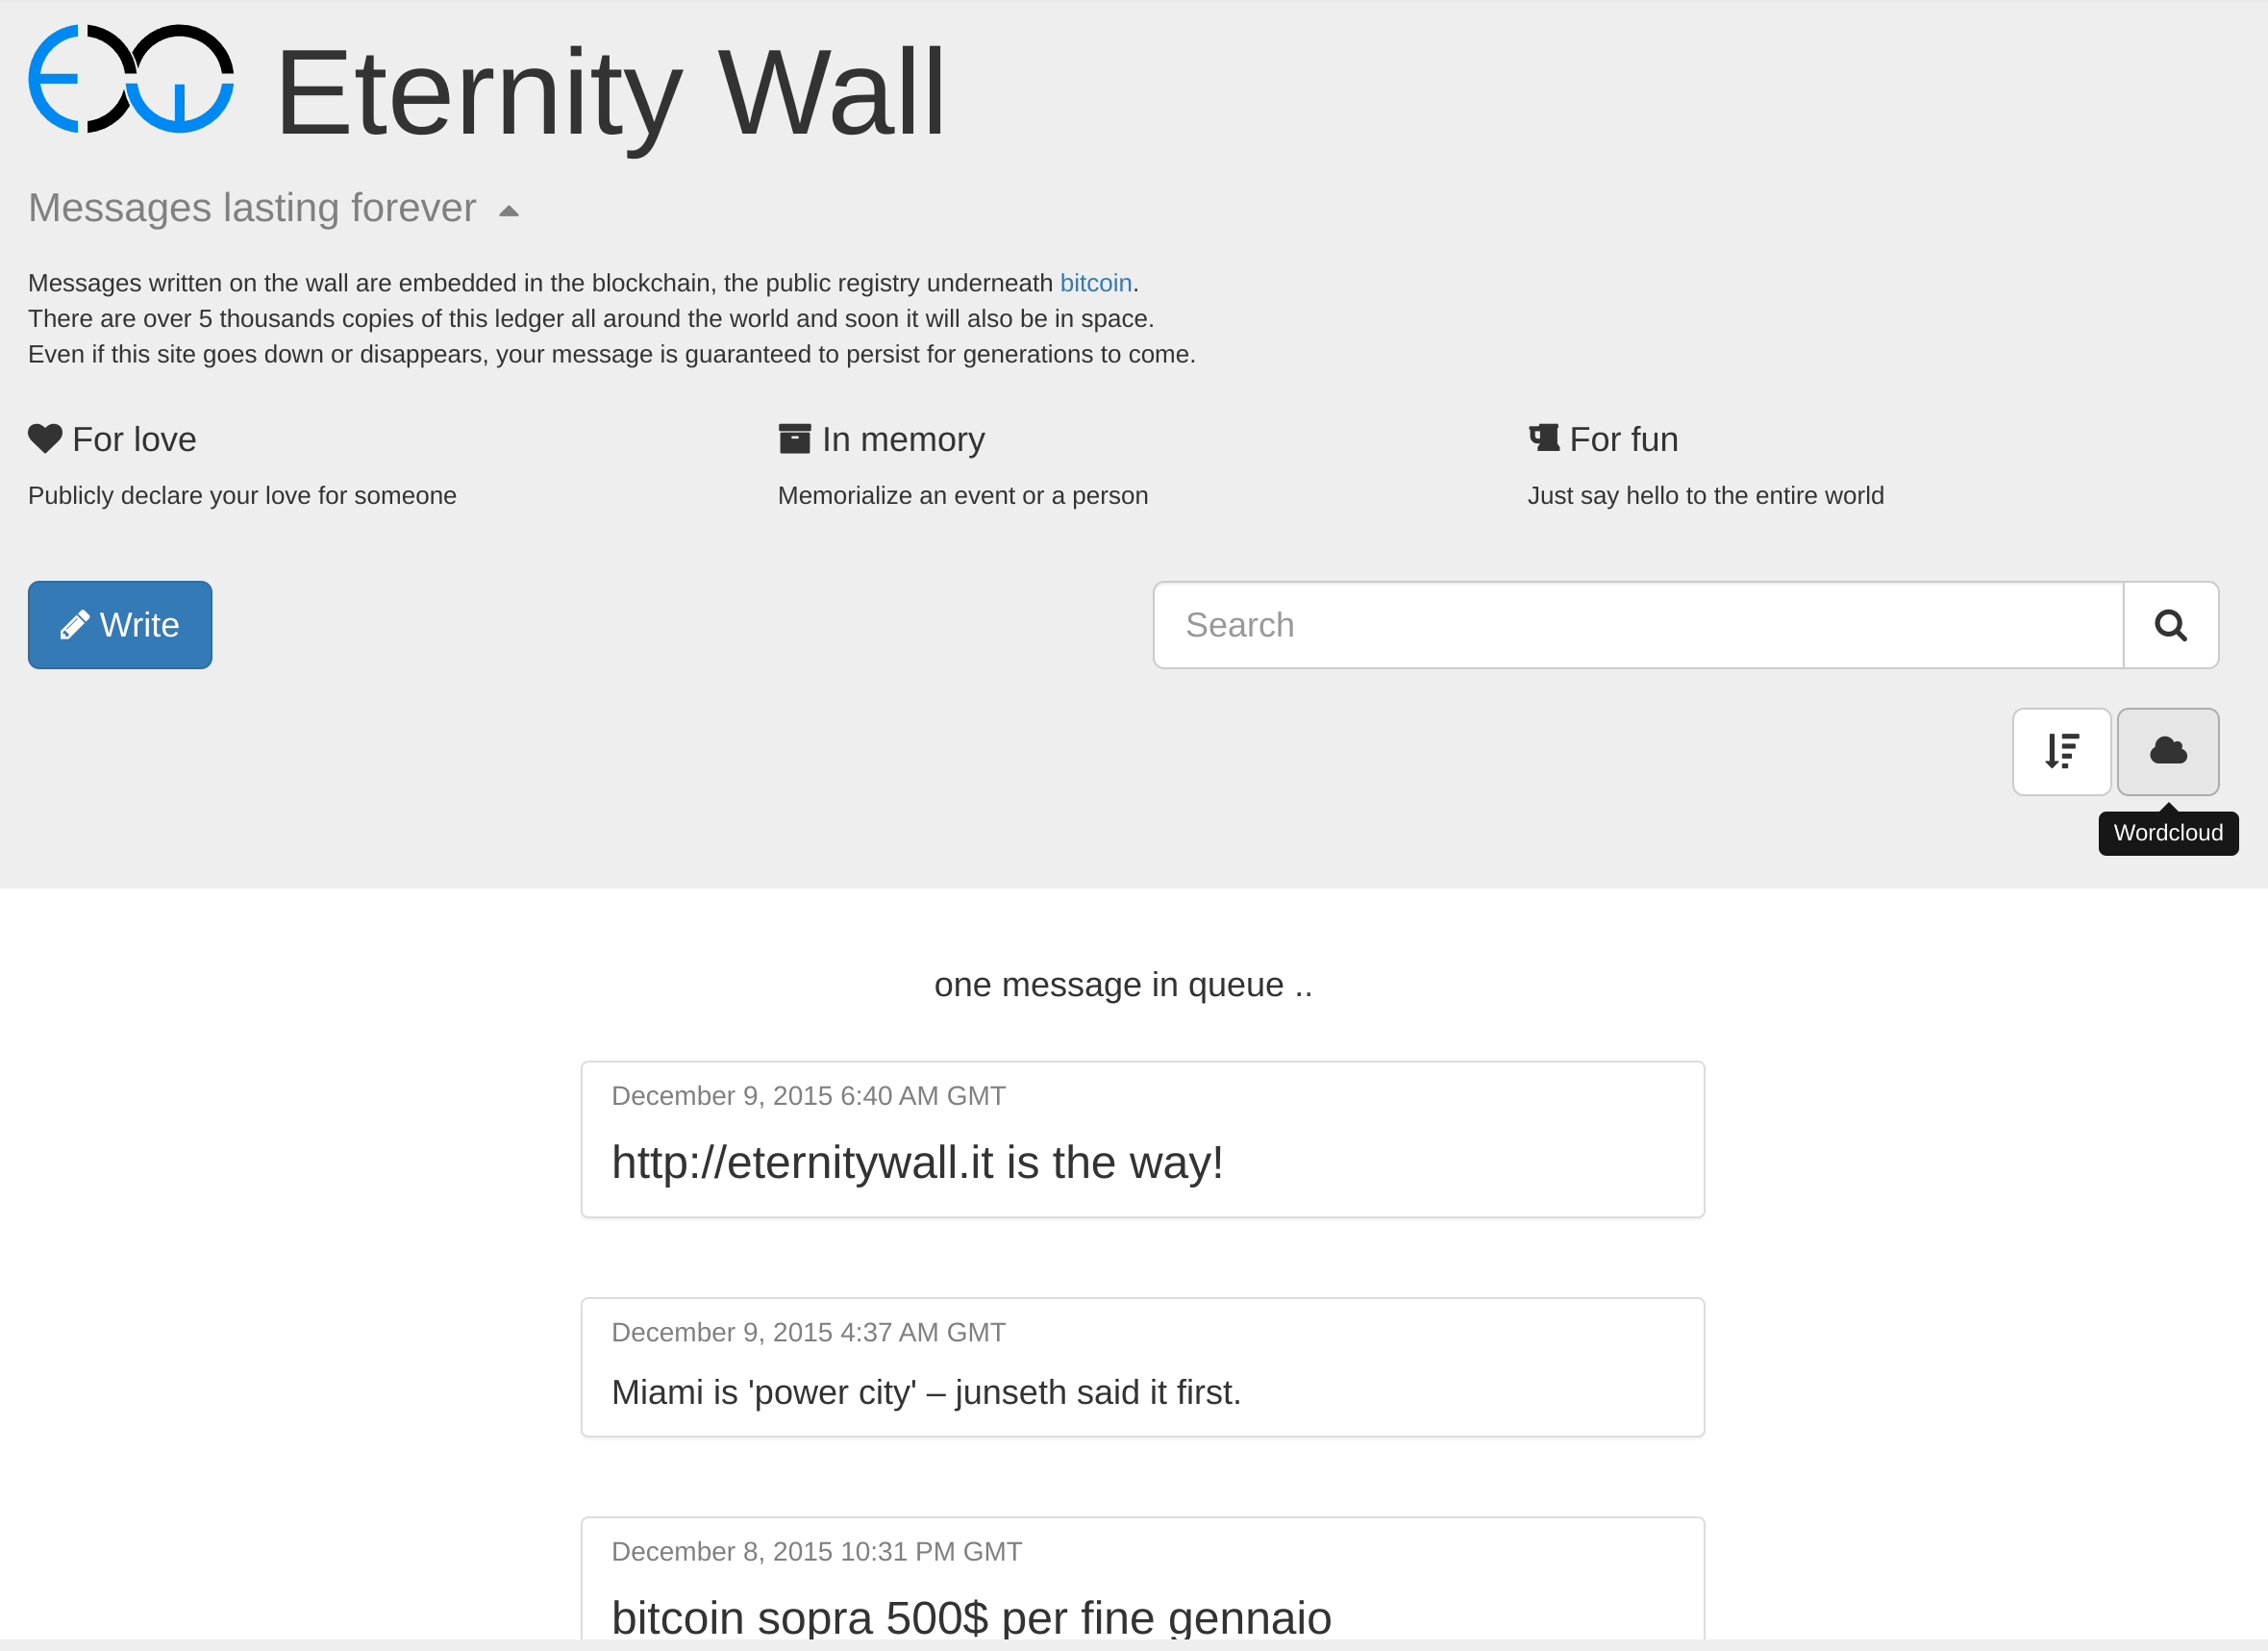 Eternity Wall
Messages lasting forever
Messages written on the wall are embedded in the blockchain, the public registry underneath bitcoin.
There are over 5 thousands copies of this ledger all around the world and soon it will also be in space.
Even if this site goes down or disappears, your message is guaranteed to persist for generations to come.
For love
Publicly declare your love for someone
In memory
Memorialize an event or a person
For fun
Just say hello to the entire world
Write
Search
Wordcloud
one message in queue ..
December 9, 2015 6:40 AM GMT
http://eternitywall.it is the way!
December 9, 2015 4:37 AM GMT
Miami is 'power city' – junseth said it first.
December 8, 2015 10:31 PM GMT
bitcoin sopra 500$ per fine gennaio